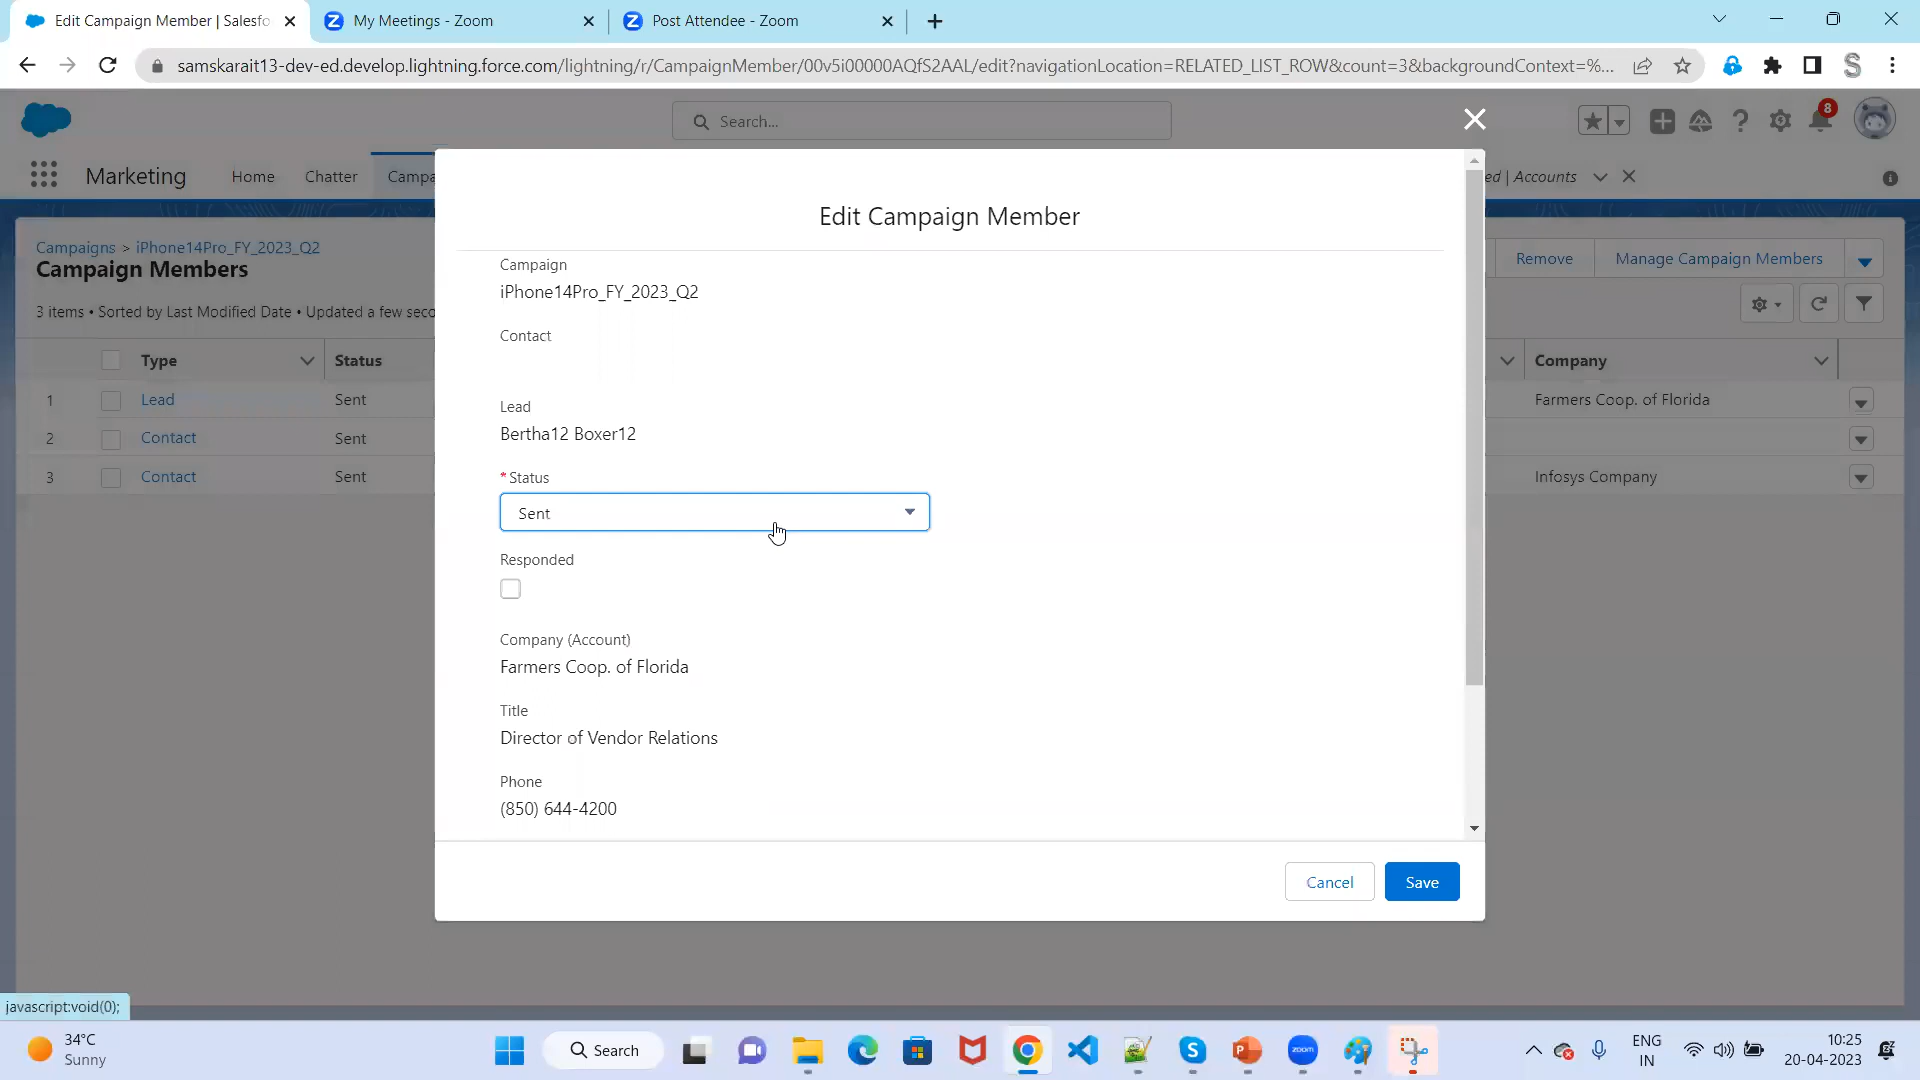 Edit Campaign Member | Salesfo
My Meetings - Zoom
Post Attendee - Zoom
samskarait13-dev-ed.develop.lightning.force.com/lightning/r/CampaignMember/00v5i00000AQfS2AAL/edit?navigationLocation=RELATED_LIST_ROW&count=3&backgroundContext=%...
Search...
8
Marketing
Home
Chatter
Campa
ed | Accounts
Campaigns > iPhone14Pro_FY_2023_Q2
Campaign Members
3 items • Sorted by Last Modified Date • Updated a few seco
Remove
Manage Campaign Members
Type
Status
Company
1 Lead Sent Farmers Coop. of Florida
2 Contact Sent
3 Contact Sent Infosys Company
Edit Campaign Member
Campaign
iPhone14Pro_FY_2023_Q2
Contact
Lead
Bertha12 Boxer12
* Status
Sent
Responded
Company (Account)
Farmers Coop. of Florida
Title
Director of Vendor Relations
Phone
(850) 644-4200
Cancel
Save
javascript:void(0);
34°C
Sunny
Search
zoom
ENG
IN
10:25
20-04-2023